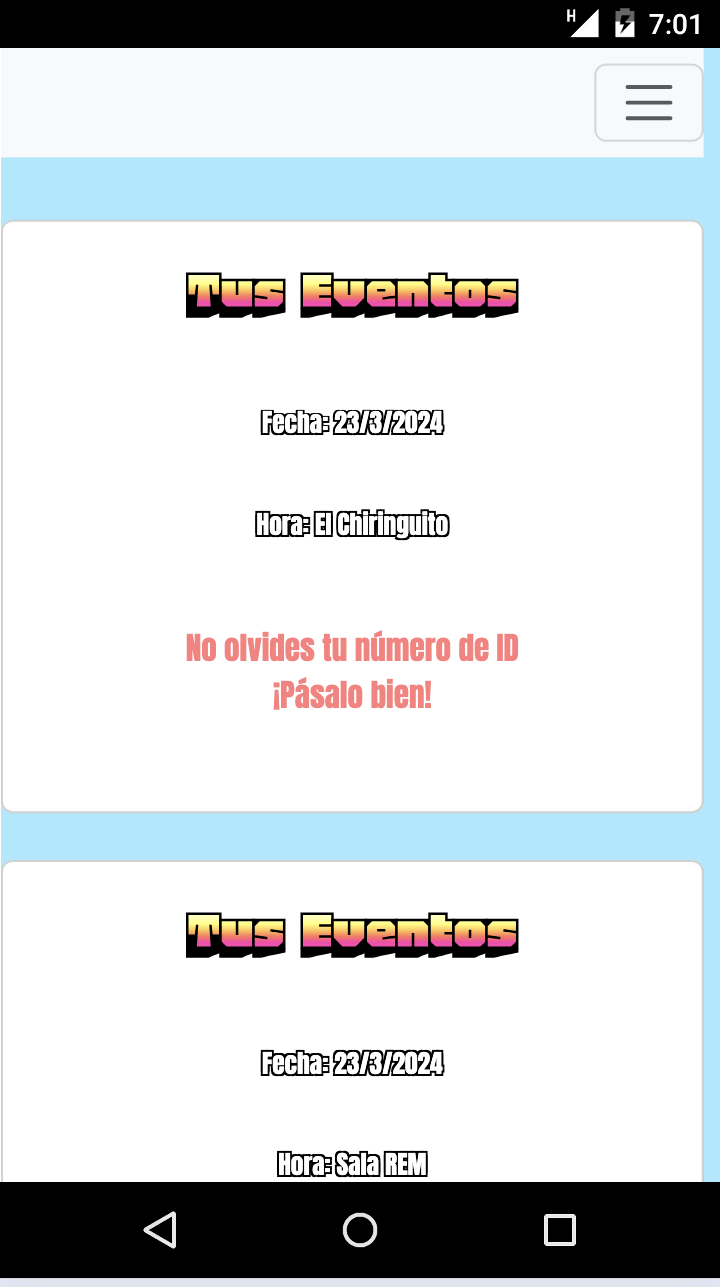 H 7:01
Tus Eventos
Fecha: 23/3/2024
Hora: El Chiringuito
No olvides tu número de ID
¡Pásalo bien!
Tus Eventos
Fecha: 23/3/2024
Hora: Sala REM